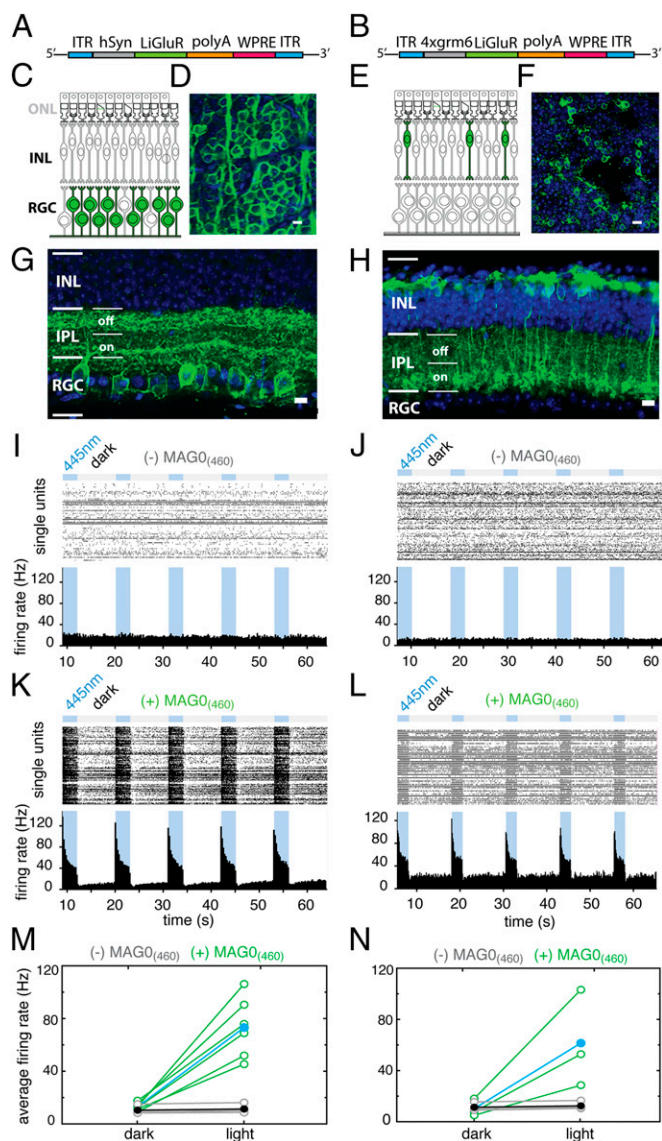 A B
5' ITR hSyn LiGluR polyA WPRE ITR 3'
5' ITR 4xgrm6 LiGluR polyA WPRE ITR 3'
C D E F
ONL
INL
RGC
G H
INL
IPL
off
on
RGC
INL
IPL
off
on
RGC
I
445nm dark (-) MAG0(460)
single units
firing rate (Hz)
120
80
40
0
10 20 30 40 50 60
J
445nm dark (-) MAG0(460)
120
80
40
0
10 20 30 40 50 60
K
445nm dark (+) MAG0(460)
single units
firing rate (Hz)
120
80
40
0
10 20 30 40 50 60
time (s)
L
445nm dark (+) MAG0(460)
120
80
40
0
10 20 30 40 50 60
time (s)
M
(-) MAG0(460) (+) MAG0(460)
average firing rate (Hz)
120
80
40
0
dark light
N
(-) MAG0(460) (+) MAG0(460)
120
80
40
0
dark light